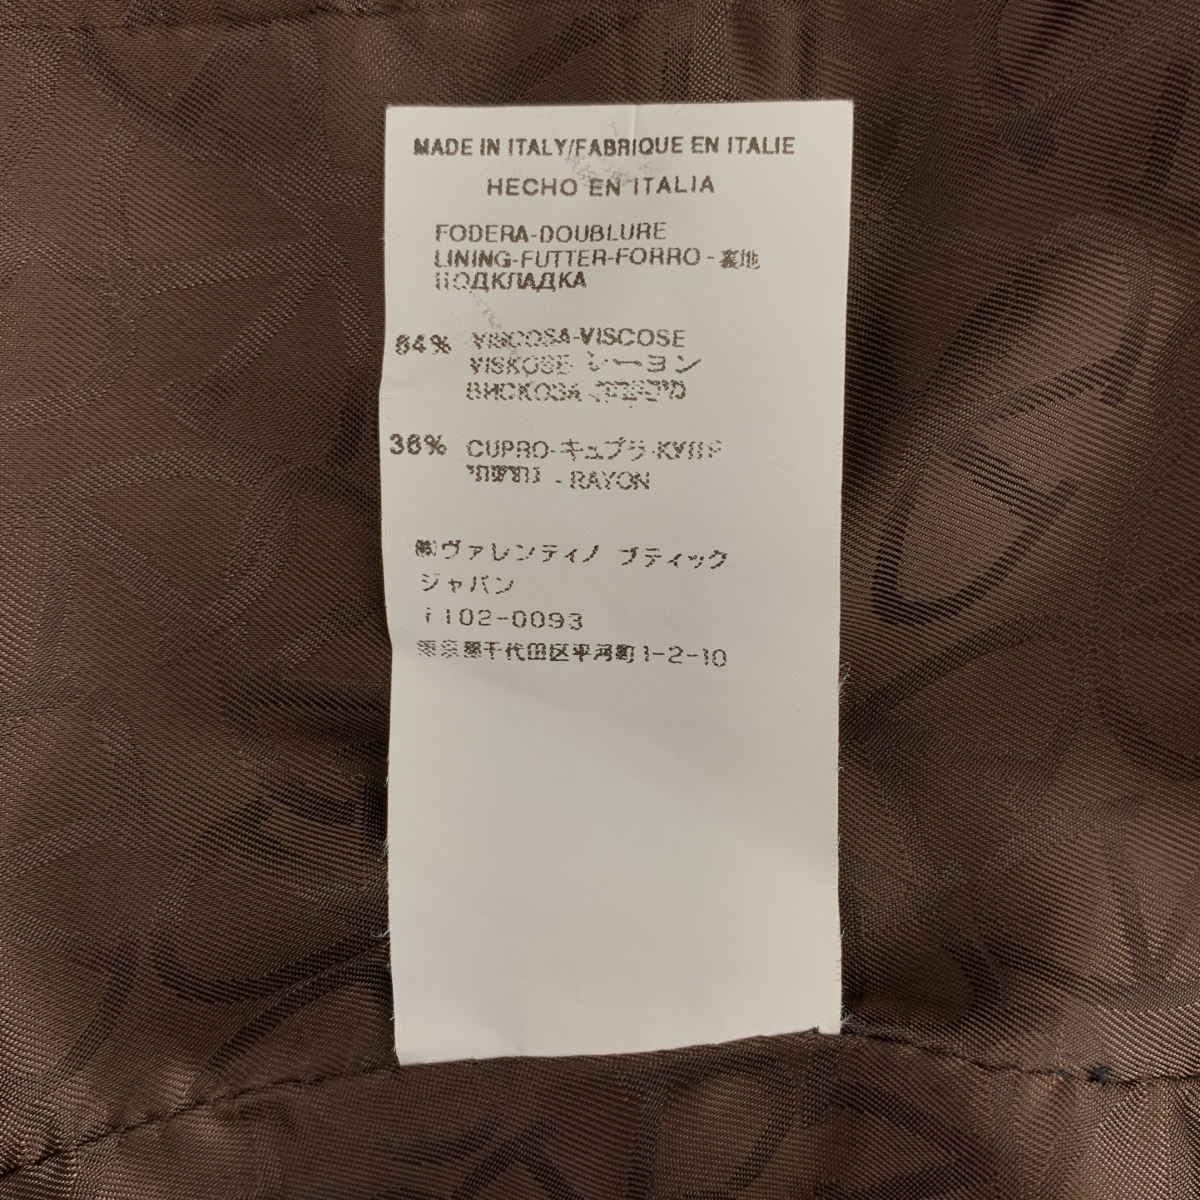 MADE IN ITALY/FABRIQUE EN ITALIE
HECHO EN ITALIA
FODERA-DOUBLURE
LINING-FUTTER-FORRO - 裏地
ПОДКЛАДКА
64% VISCOSA-VISCOSE
VISKOSE レーヨン
ВИСКОЗА
36% CUPRO-キュプラ-КУПР
- RAYON
㈱ヴァレンティノ ブティック
ジャパン
〒102-0093
東京都千代田区平河町1-2-10